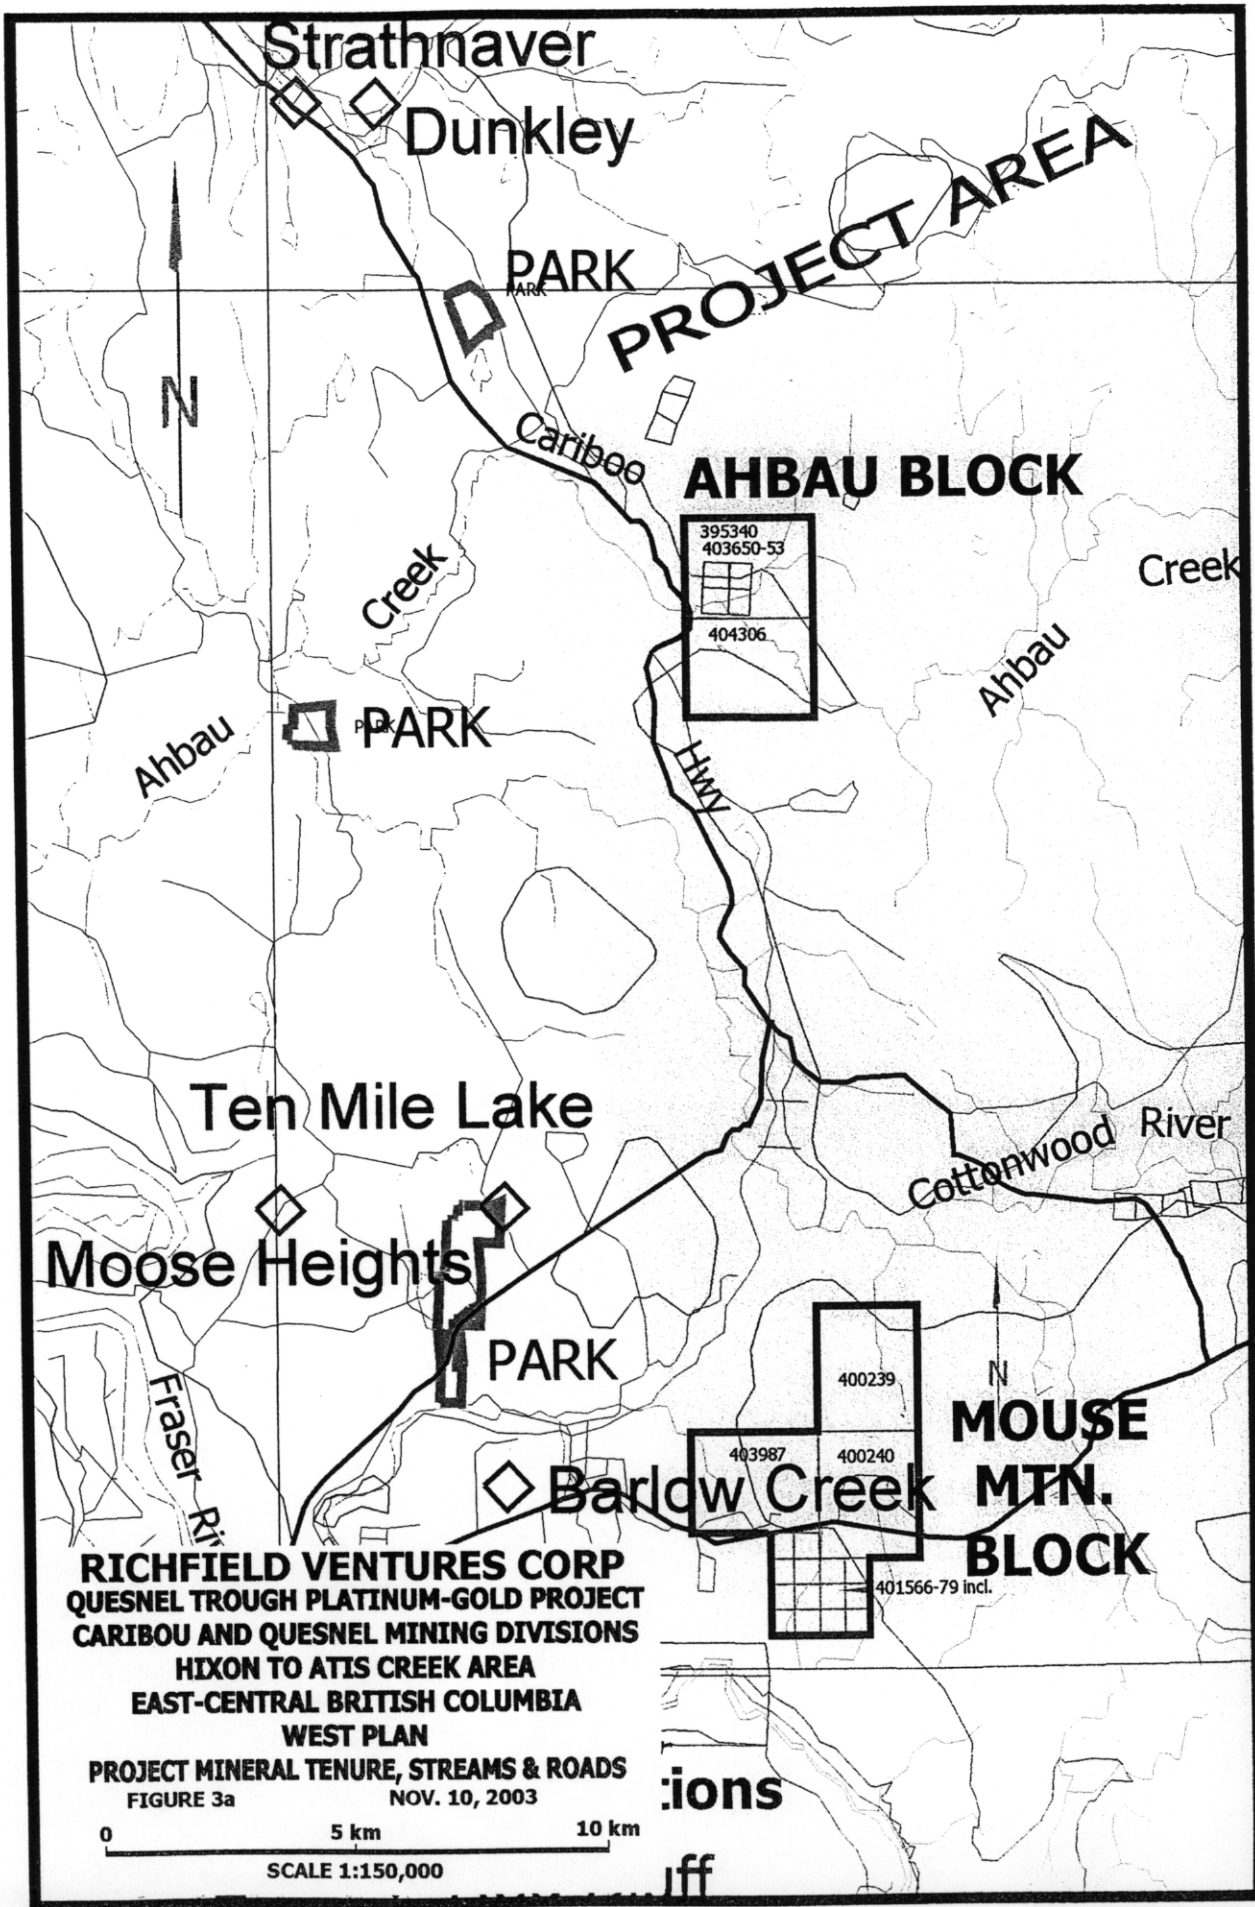 Strathnaver
Dunkley
PROJECT AREA
PARK
PARK
N
Cariboo
AHBAU BLOCK
395340
403650-53
Creek
Creek
404306
Ahbau
PARK
PARK
Ahbau
Hwy
Ten Mile Lake
River
Cottonwood
Moose Heights
PARK
400239
N
Fraser
MOUSE
MTN.
BLOCK
403987
400240
Barlow Creek
401566-79 incl.
RICHFIELD VENTURES CORP
QUESNEL TROUGH PLATINUM-GOLD PROJECT
CARIBOU AND QUESNEL MINING DIVISIONS
HIXON TO ATIS CREEK AREA
EAST-CENTRAL BRITISH COLUMBIA
WEST PLAN
PROJECT MINERAL TENURE, STREAMS & ROADS
FIGURE 3a NOV. 10, 2003
0 5 km 10 km
SCALE 1:150,000
tions